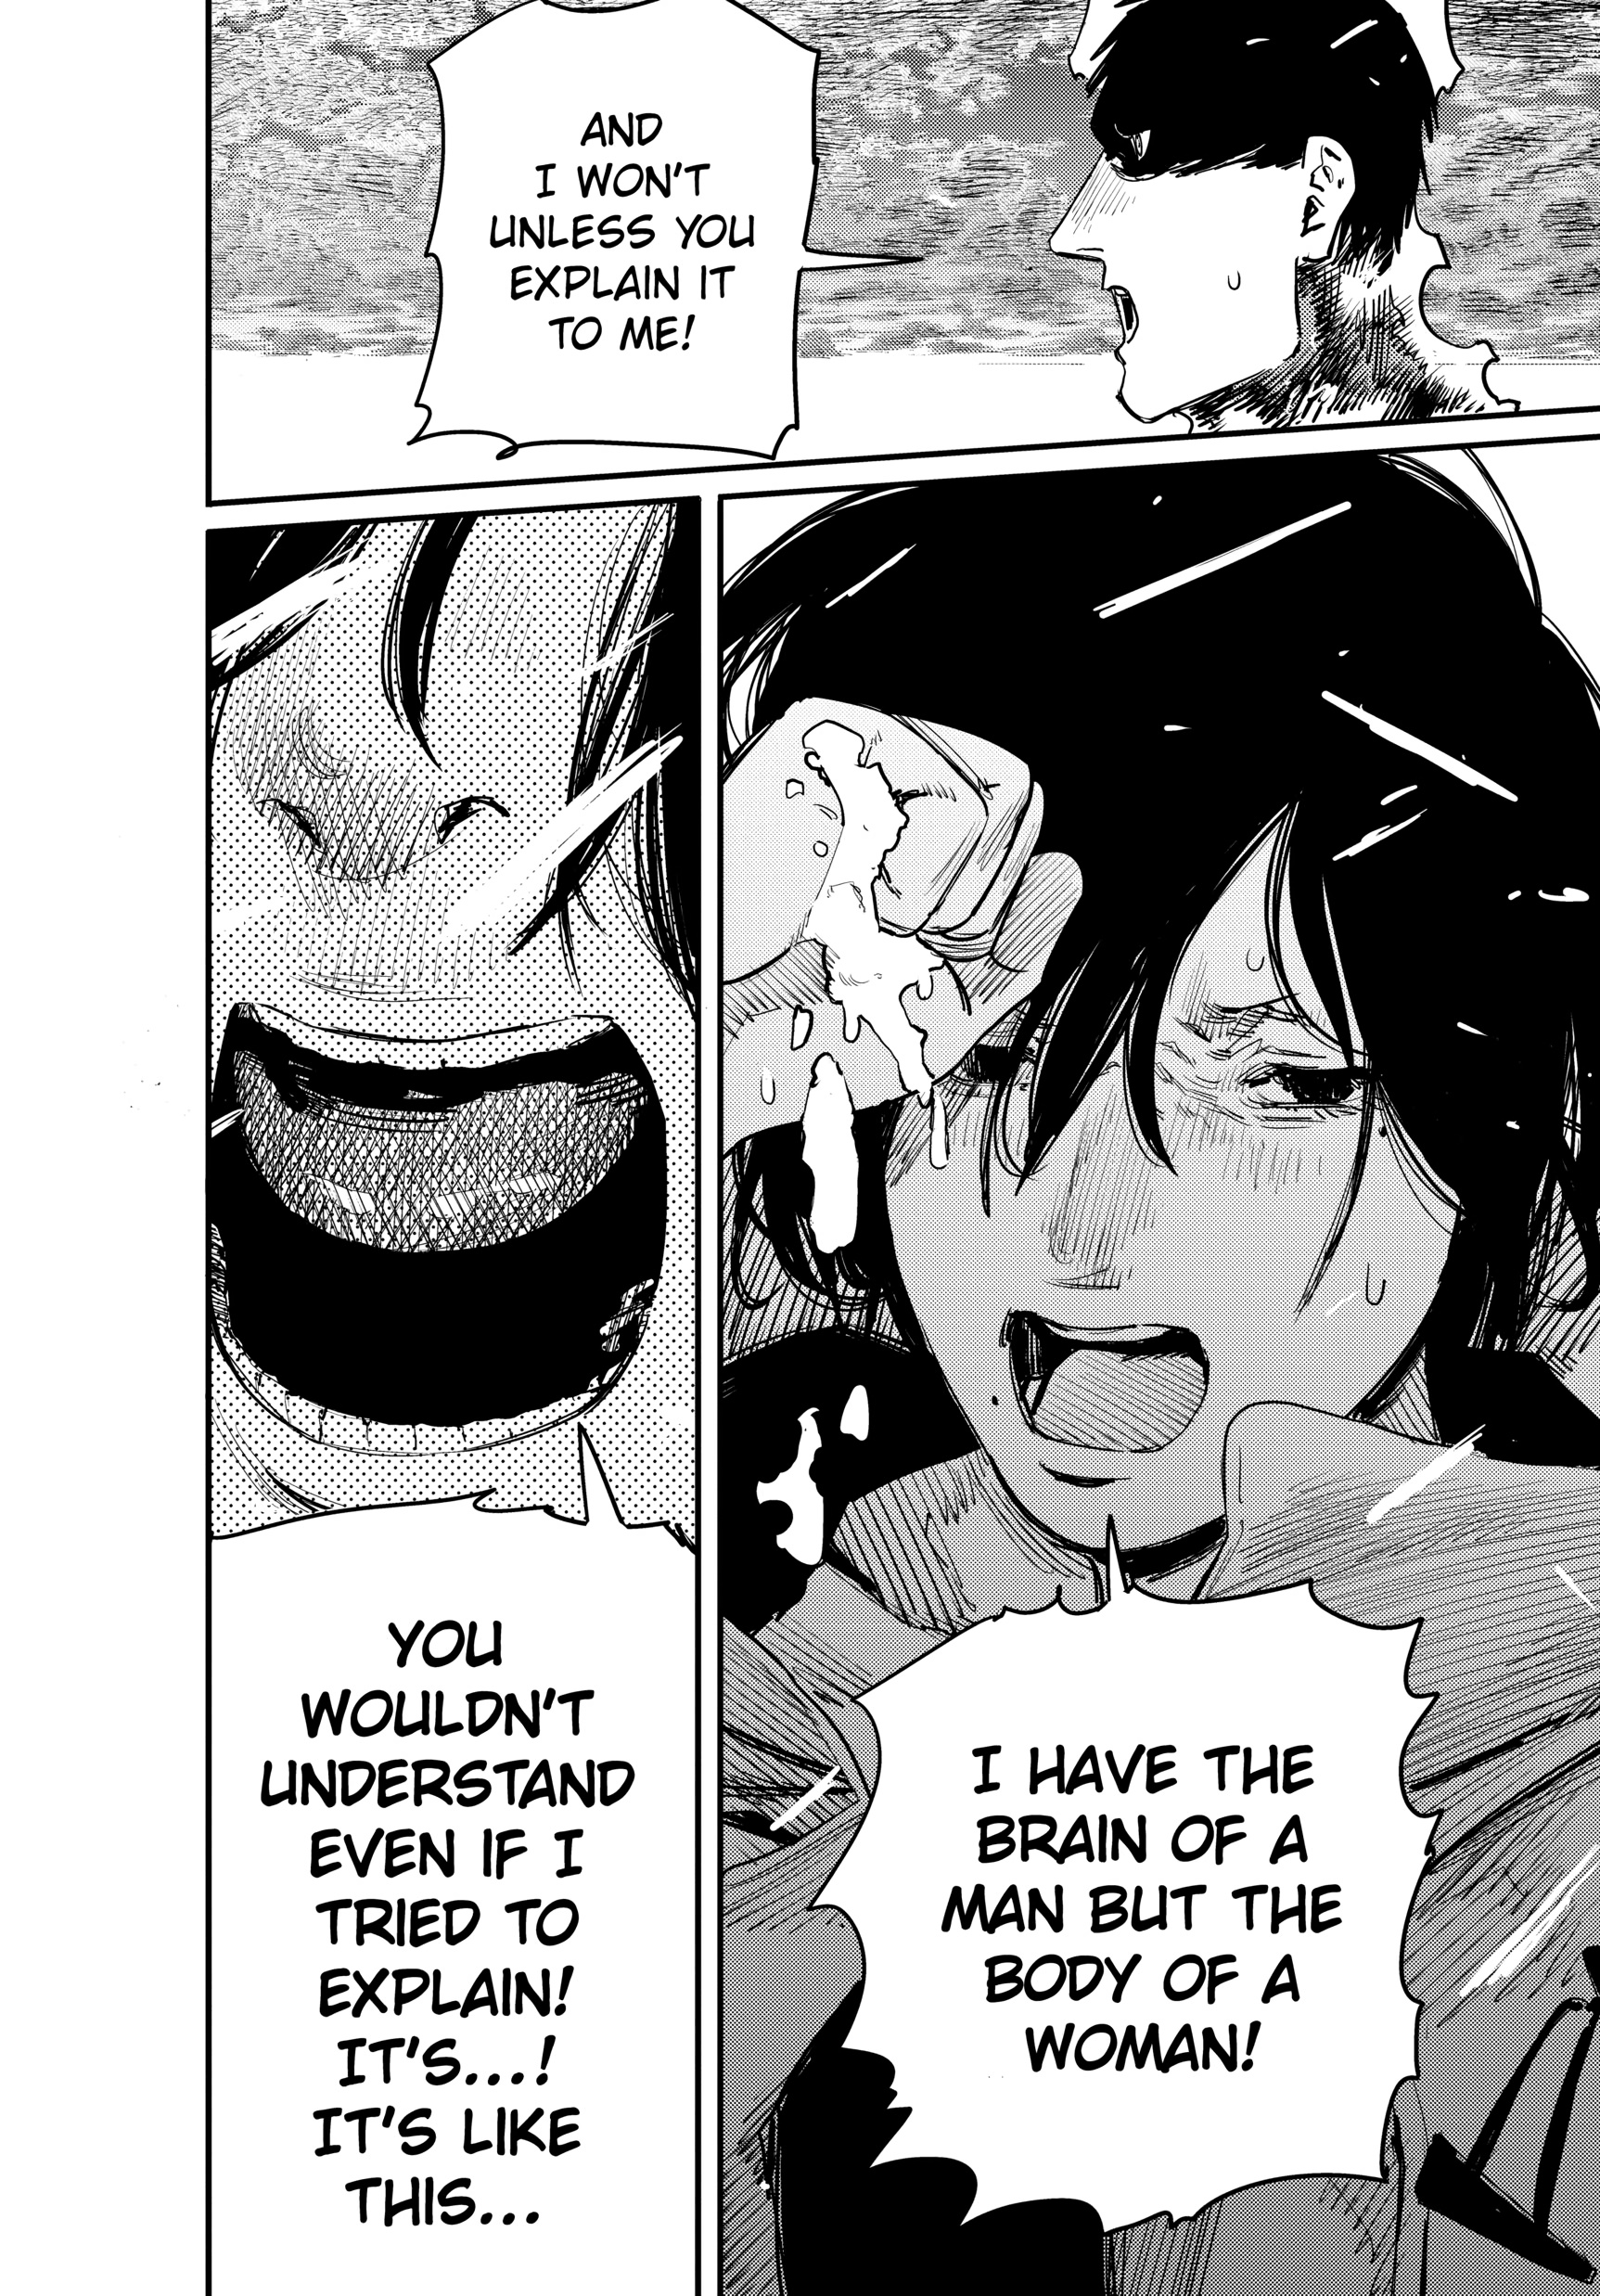 AND
I WON'T
UNLESS YOU
EXPLAIN IT
TO ME!
I HAVE THE
BRAIN OF A
MAN BUT THE
BODY OF A
WOMAN!
YOU
WOULDN'T
UNDERSTAND
EVEN IF I
TRIED TO
EXPLAIN!
IT'S...!
IT'S LIKE
THIS...